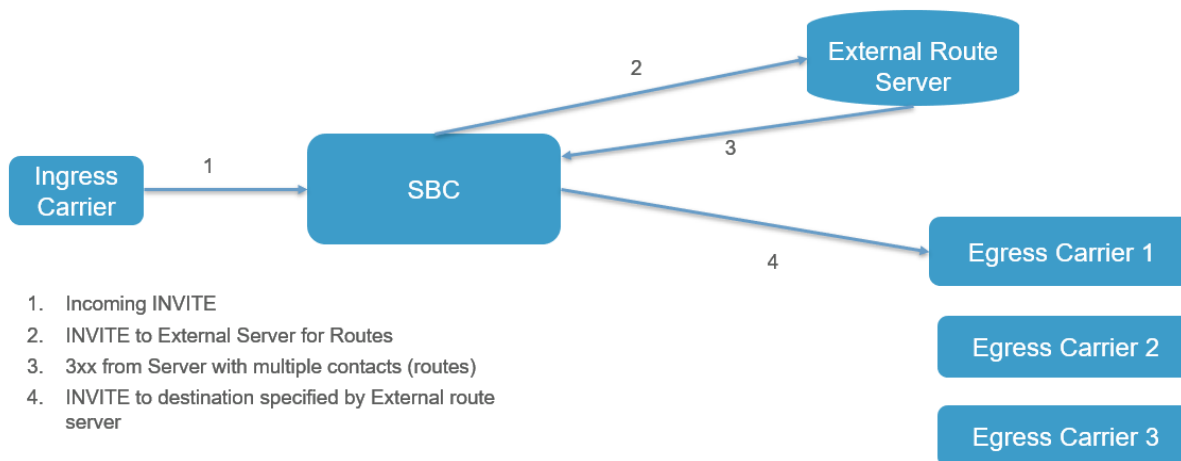 External Route
Server
2
3
1
Ingress
Carrier
SBC
4
Egress Carrier 1
Egress Carrier 2
Egress Carrier 3
1. Incoming INVITE
2. INVITE to External Server for Routes
3. 3xx from Server with multiple contacts (routes)
4. INVITE to destination specified by External route
server